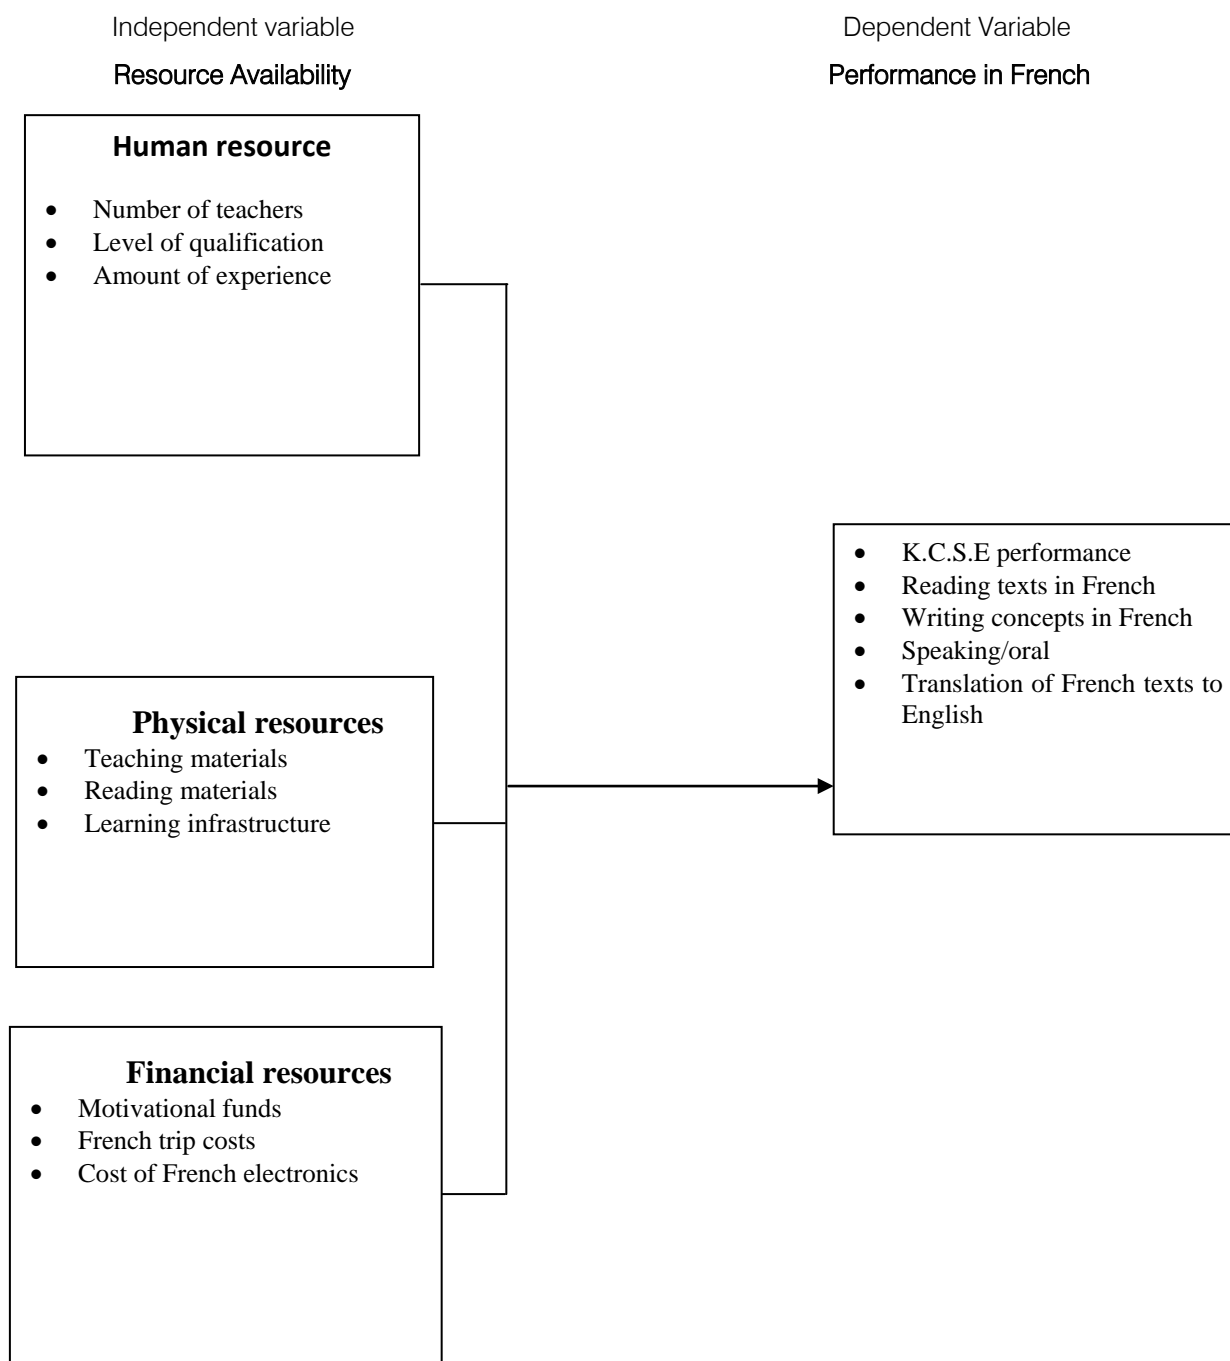 Independent variable
Dependent Variable
Resource Availability
Performance in French
Human resource
• Number of teachers
• Level of qualification
• Amount of experience
• K.C.S.E performance
• Reading texts in French
• Writing concepts in French
• Speaking/oral
• Translation of French texts to
English
Physical resources
• Teaching materials
• Reading materials
• Learning infrastructure
Financial resources
• Motivational funds
• French trip costs
• Cost of French electronics